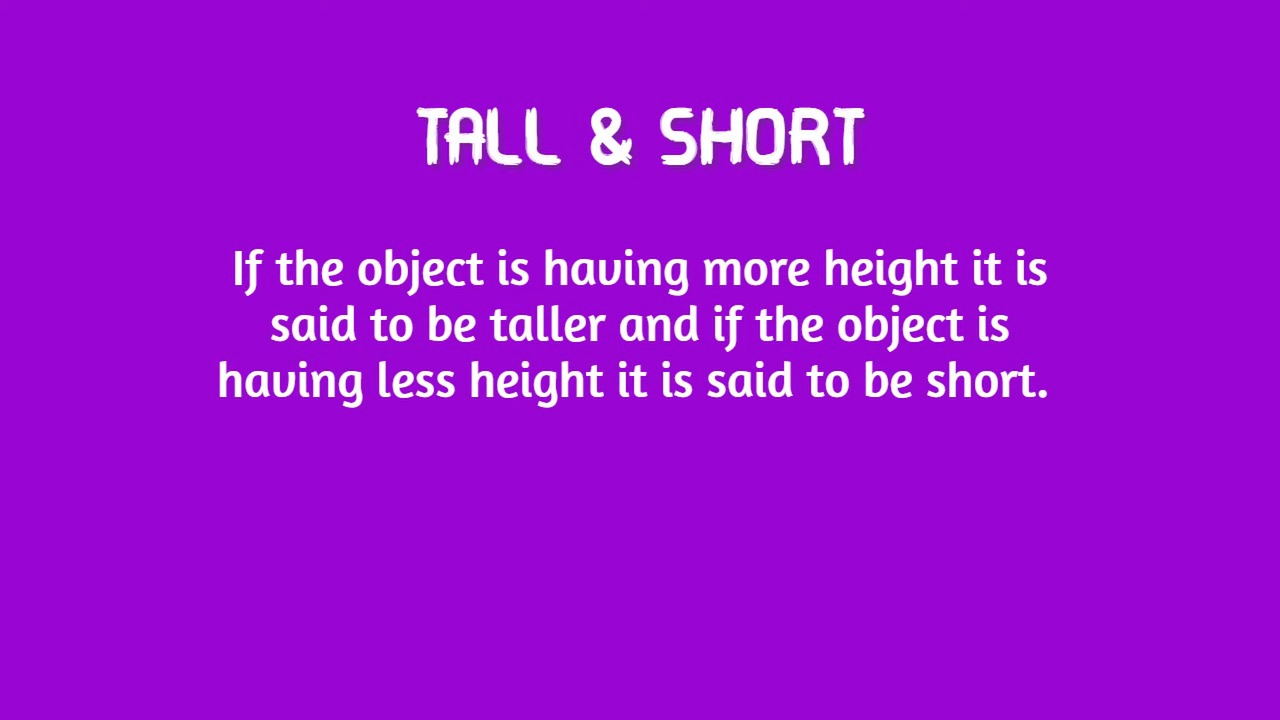 TALL & SHORT
If the object is having more height it is
said to be taller and if the object is
having less height it is said to be short.